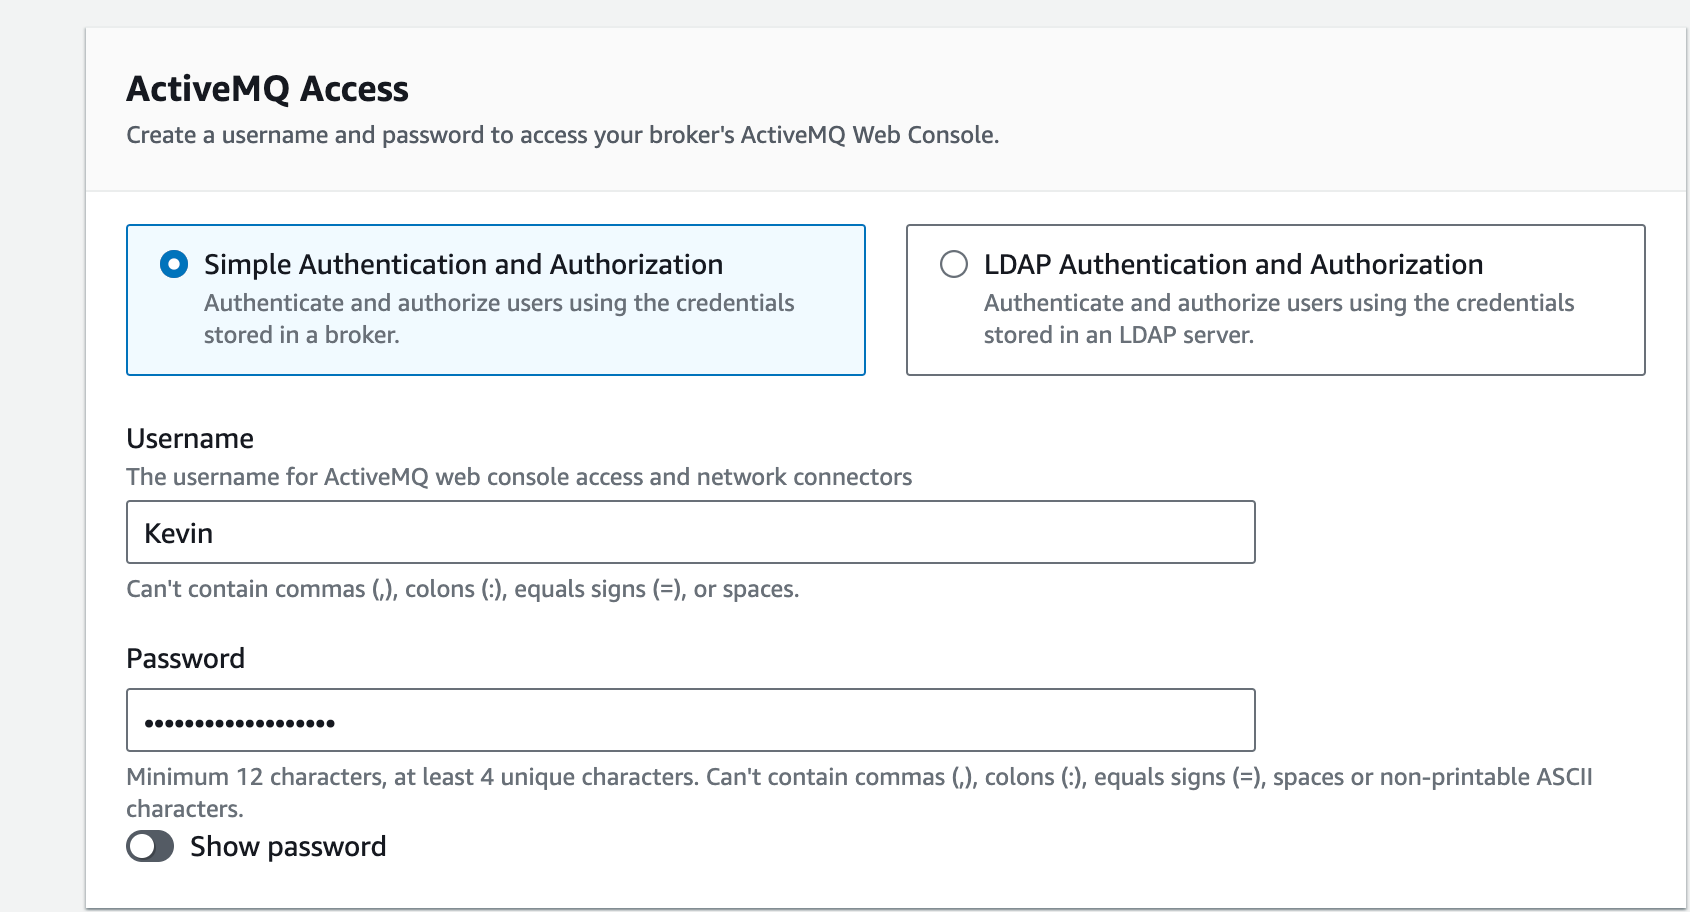 ActiveMQ Access
Create a username and password to access your broker's ActiveMQ Web Console.
Simple Authentication and Authorization
Authenticate and authorize users using the credentials
stored in a broker.
LDAP Authentication and Authorization
Authenticate and authorize users using the credentials
stored in an LDAP server.
Username
The username for ActiveMQ web console access and network connectors
Kevin
Can't contain commas (,), colons (:), equals signs (=), or spaces.
Password
•••••••••••••••••••
Minimum 12 characters, at least 4 unique characters. Can't contain commas (,), colons (:), equals signs (=), spaces or non-printable ASCII
characters.
Show password